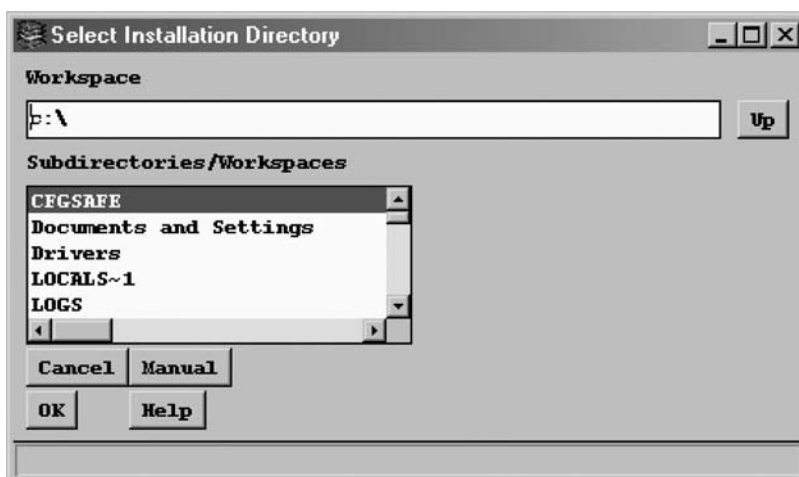 Select Installation Directory
Workspace
c:\
Up
Subdirectories/Workspaces
CFGSAFE
Documents and Settings
Drivers
LOCALS~1
LOGS
Cancel Manual
OK Help